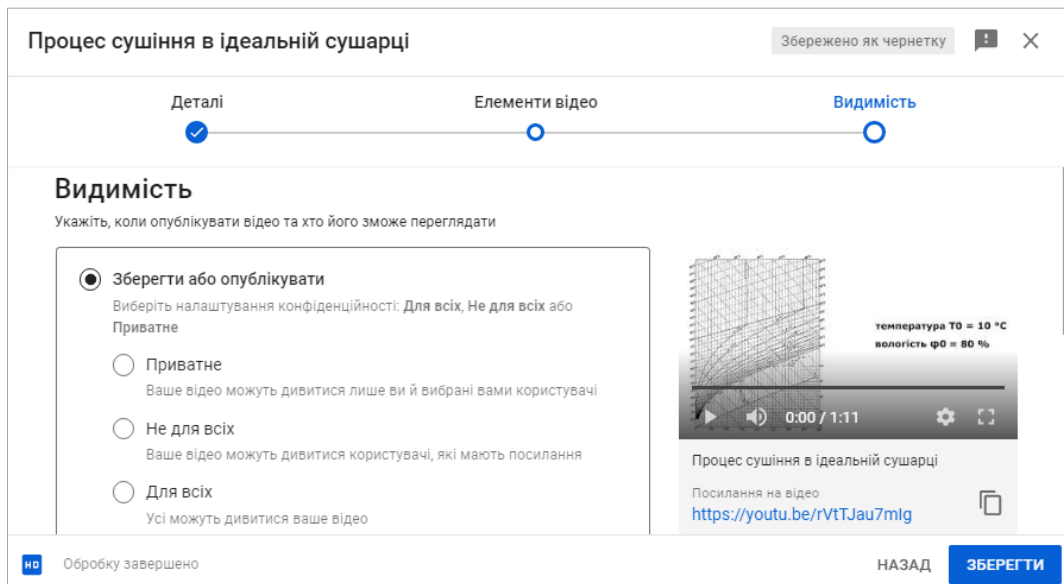 Процес сушіння в ідеальній сушарці
Збережено як чернетку
Деталі
Елементи відео
Видимість
Видимість
Укажіть, коли опублікувати відео та хто його зможе переглядати
Зберегти або опублікувати
Виберіть налаштування конфіденційності: Для всіх, Не для всіх або
Приватне
Приватне
Ваше відео можуть дивитися лише ви й вибрані вами користувачі
Не для всіх
Ваше відео можуть дивитися користувачі, які мають посилання
Для всіх
Усі можуть дивитися ваше відео
температура T0 = 10 °C
вологість φ0 = 80 %
0:00 / 1:11
Процес сушіння в ідеальній сушарці
Посилання на відео
https://youtu.be/rVtTJau7mIg
HD
Обробку завершено
НАЗАД
ЗБЕРЕГТИ